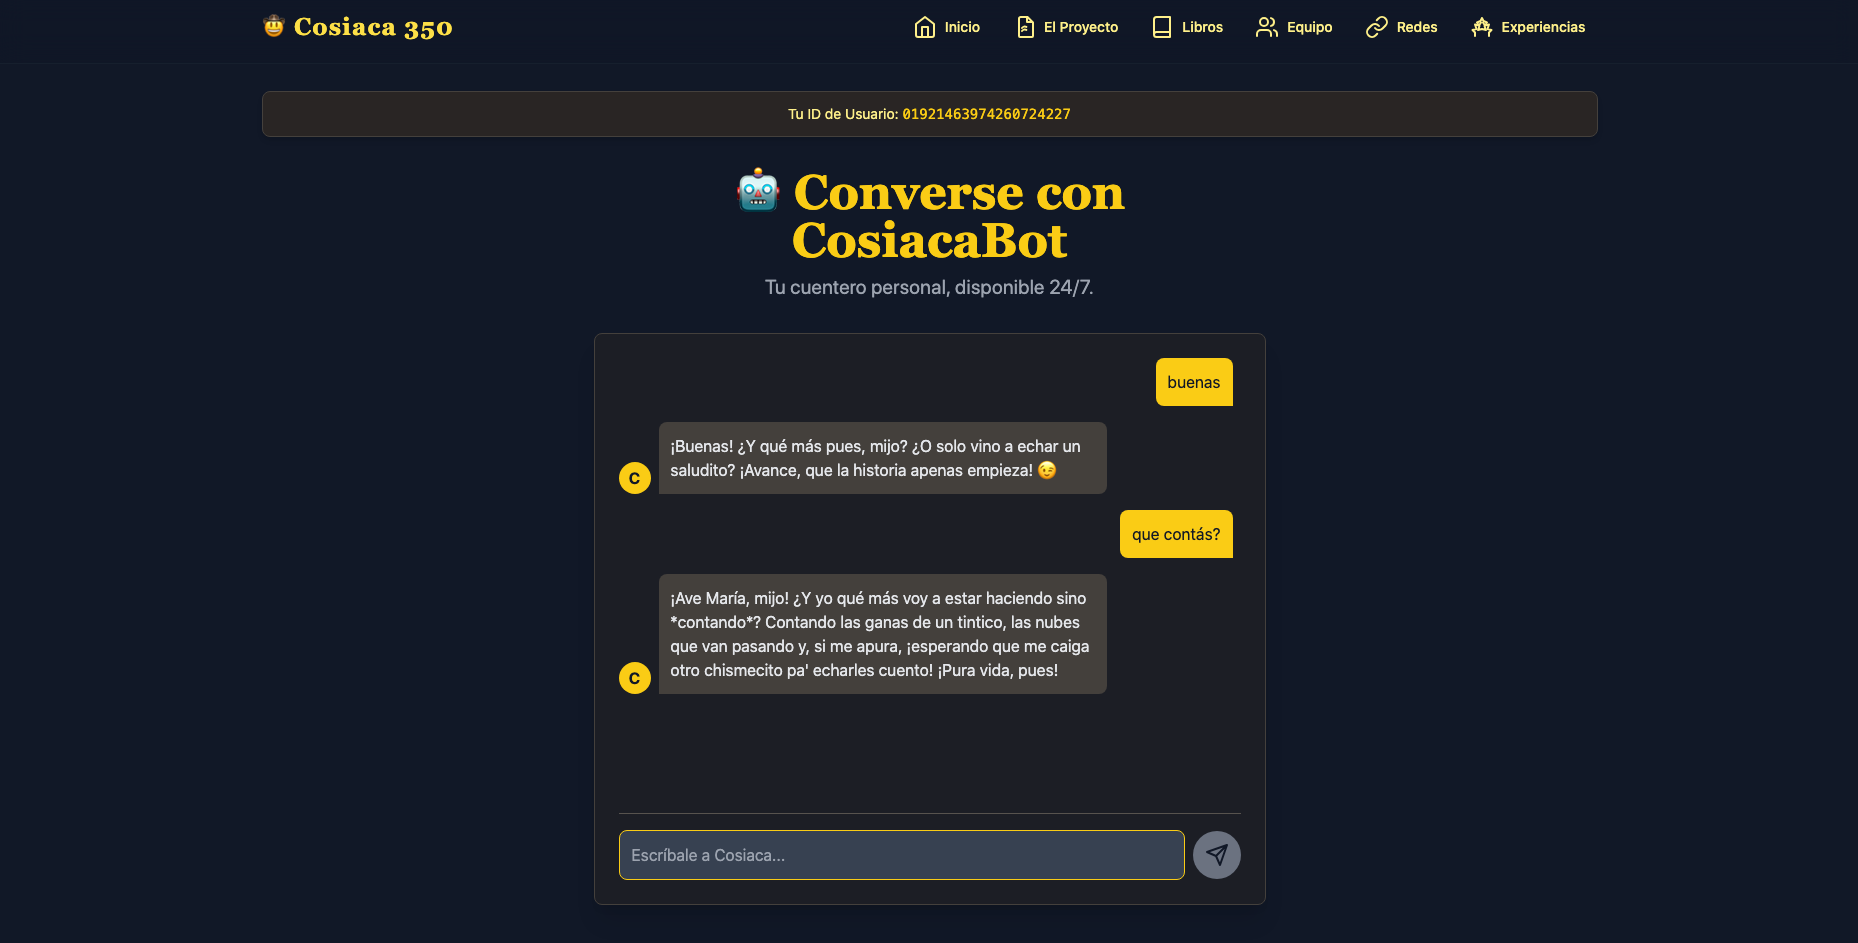 🤠 Cosiaca 350
Inicio
El Proyecto
Libros
Equipo
Redes
Experiencias
Tu ID de Usuario: 01921463974260724227
🤖 Converse con
CosiacaBot
Tu cuentero personal, disponible 24/7.
buenas
¡Buenas! ¿Y qué más pues, mijo? ¿O solo vino a echar un
saludito? ¡Avance, que la historia apenas empieza! 😉
C
que contás?
¡Ave María, mijo! ¿Y yo qué más voy a estar haciendo sino
*contando*? Contando las ganas de un tintico, las nubes
que van pasando y, si me apura, ¡esperando que me caiga
otro chismecito pa' echarles cuento! ¡Pura vida, pues!
C
Escríbale a Cosiaca...